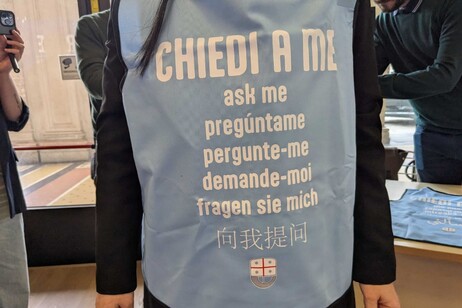 CHIEDI A ME
ask me
pregúntame
pergunte-me
demande-moi
fragen sie mich
向我提问